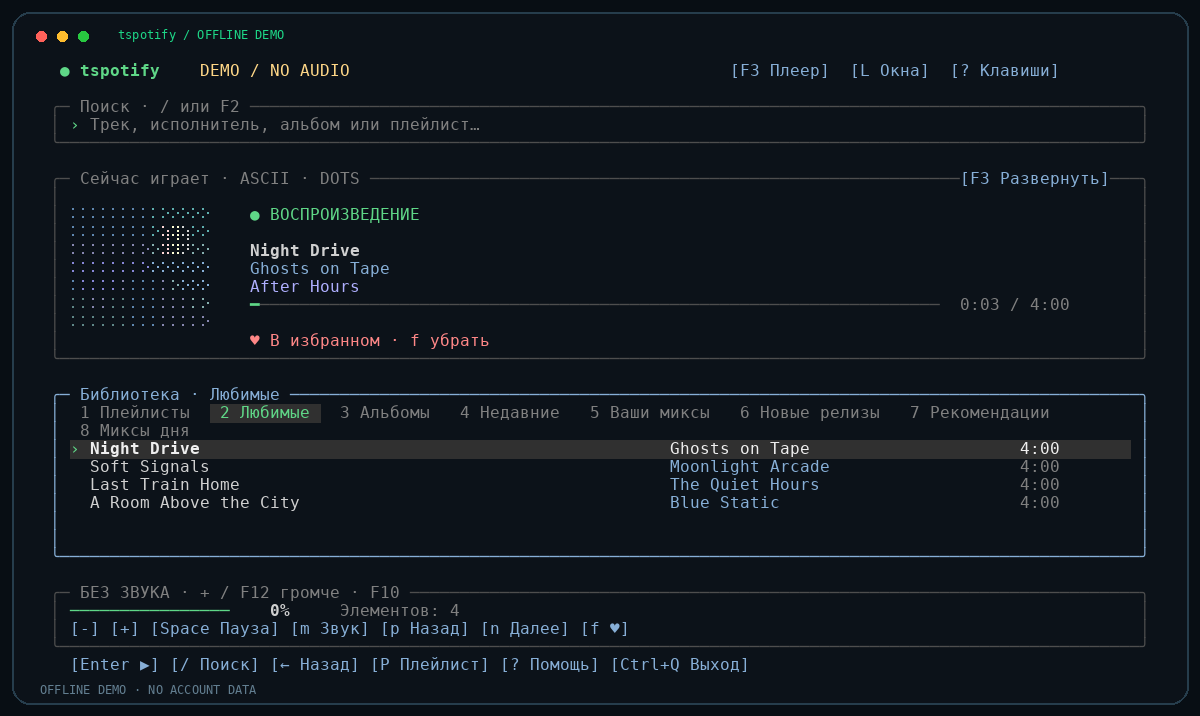 tspotify / OFFLINE DEMO
● tspotify DEMO / NO AUDIO [F3 Плеер] [L Окна] [? Клавиши]
Поиск · / или F2
› Трек, исполнитель, альбом или плейлист…
Сейчас играет · ASCII · DOTS [F3 Развернуть]
● ВОСПРОИЗВЕДЕНИЕ
Night Drive
Ghosts on Tape
After Hours
0:03 / 4:00
♥ В избранном · f убрать
Библиотека · Любимые
1 Плейлисты 2 Любимые 3 Альбомы 4 Недавние 5 Ваши миксы 6 Новые релизы 7 Рекомендации
8 Миксы дня
› Night Drive Ghosts on Tape 4:00
Soft Signals Moonlight Arcade 4:00
Last Train Home The Quiet Hours 4:00
A Room Above the City Blue Static 4:00
БЕЗ ЗВУКА · + / F12 громче · F10
0% Элементов: 4
[-] [+] [Space Пауза] [m Звук] [p Назад] [n Далее] [f ♥]
[Enter ▶] [/ Поиск] [← Назад] [P Плейлист] [? Помощь] [Ctrl+Q Выход]
OFFLINE DEMO · NO ACCOUNT DATA